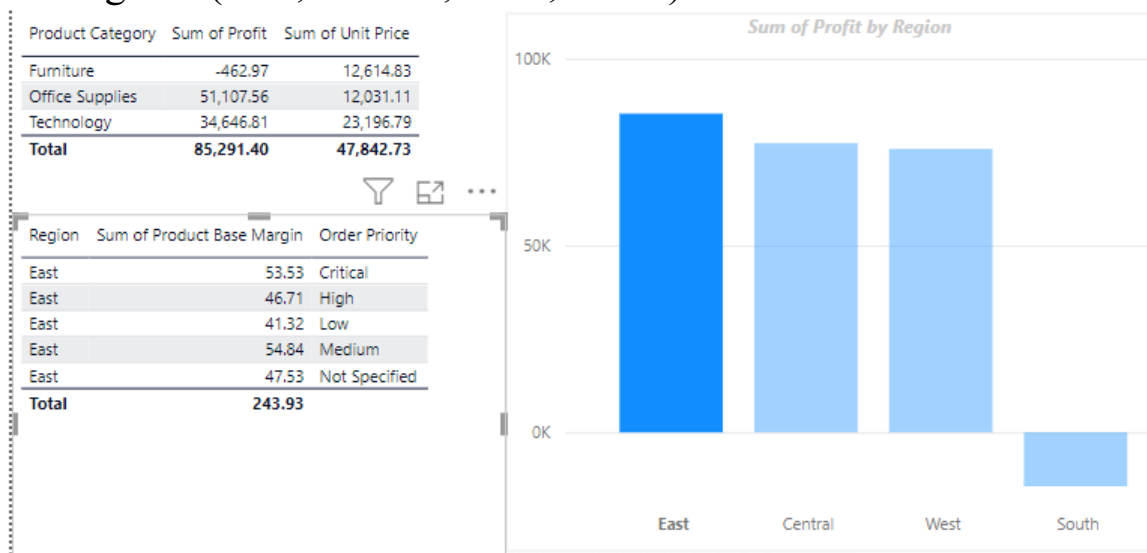 Product Category Sum of Profit Sum of Unit Price
Furniture -462.97 12,614.83
Office Supplies 51,107.56 12,031.11
Technology 34,646.81 23,196.79
Total 85,291.40 47,842.73
Region Sum of Product Base Margin Order Priority
East 53.53 Critical
East 46.71 High
East 41.32 Low
East 54.84 Medium
East 47.53 Not Specified
Total 243.93
Sum of Profit by Region
100K
50K
0K
East Central West South